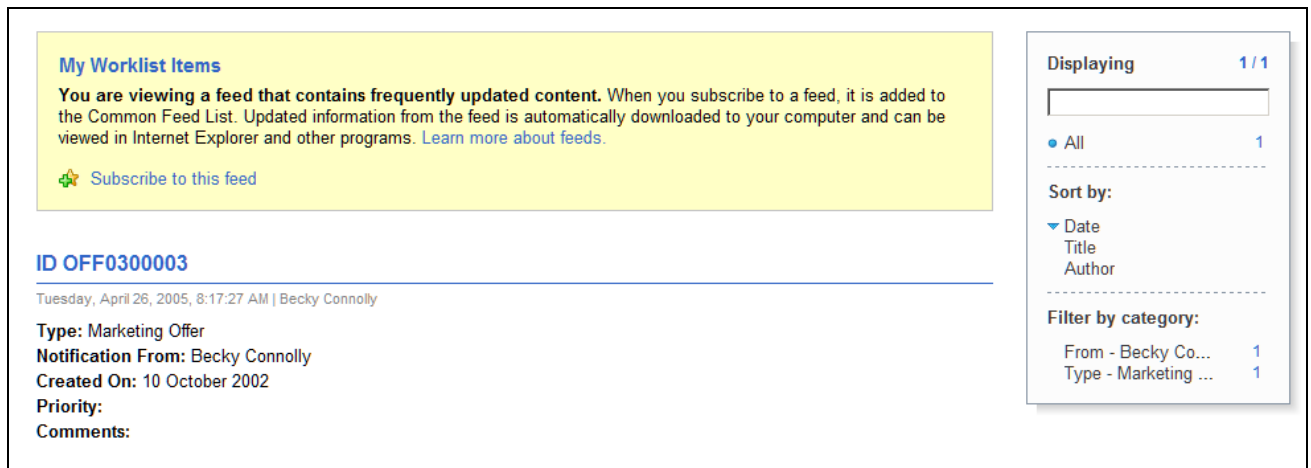 My Worklist Items
You are viewing a feed that contains frequently updated content. When you subscribe to a feed, it is added to
the Common Feed List. Updated information from the feed is automatically downloaded to your computer and can be
viewed in Internet Explorer and other programs. Learn more about feeds.
Subscribe to this feed
ID OFF0300003
Tuesday, April 26, 2005, 8:17:27 AM | Becky Connolly
Type: Marketing Offer
Notification From: Becky Connolly
Created On: 10 October 2002
Priority:
Comments:
Displaying 1 / 1
All 1
Sort by:
Date
Title
Author
Filter by category:
From - Becky Co... 1
Type - Marketing ... 1